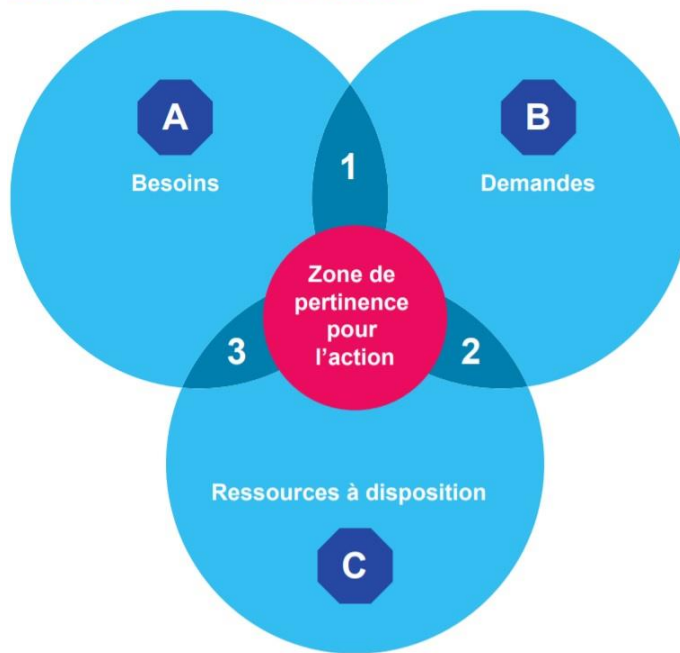 A
B
Besoins
1
Demandes
Zone de
pertinence
pour
l’action
3
2
Ressources à disposition
C